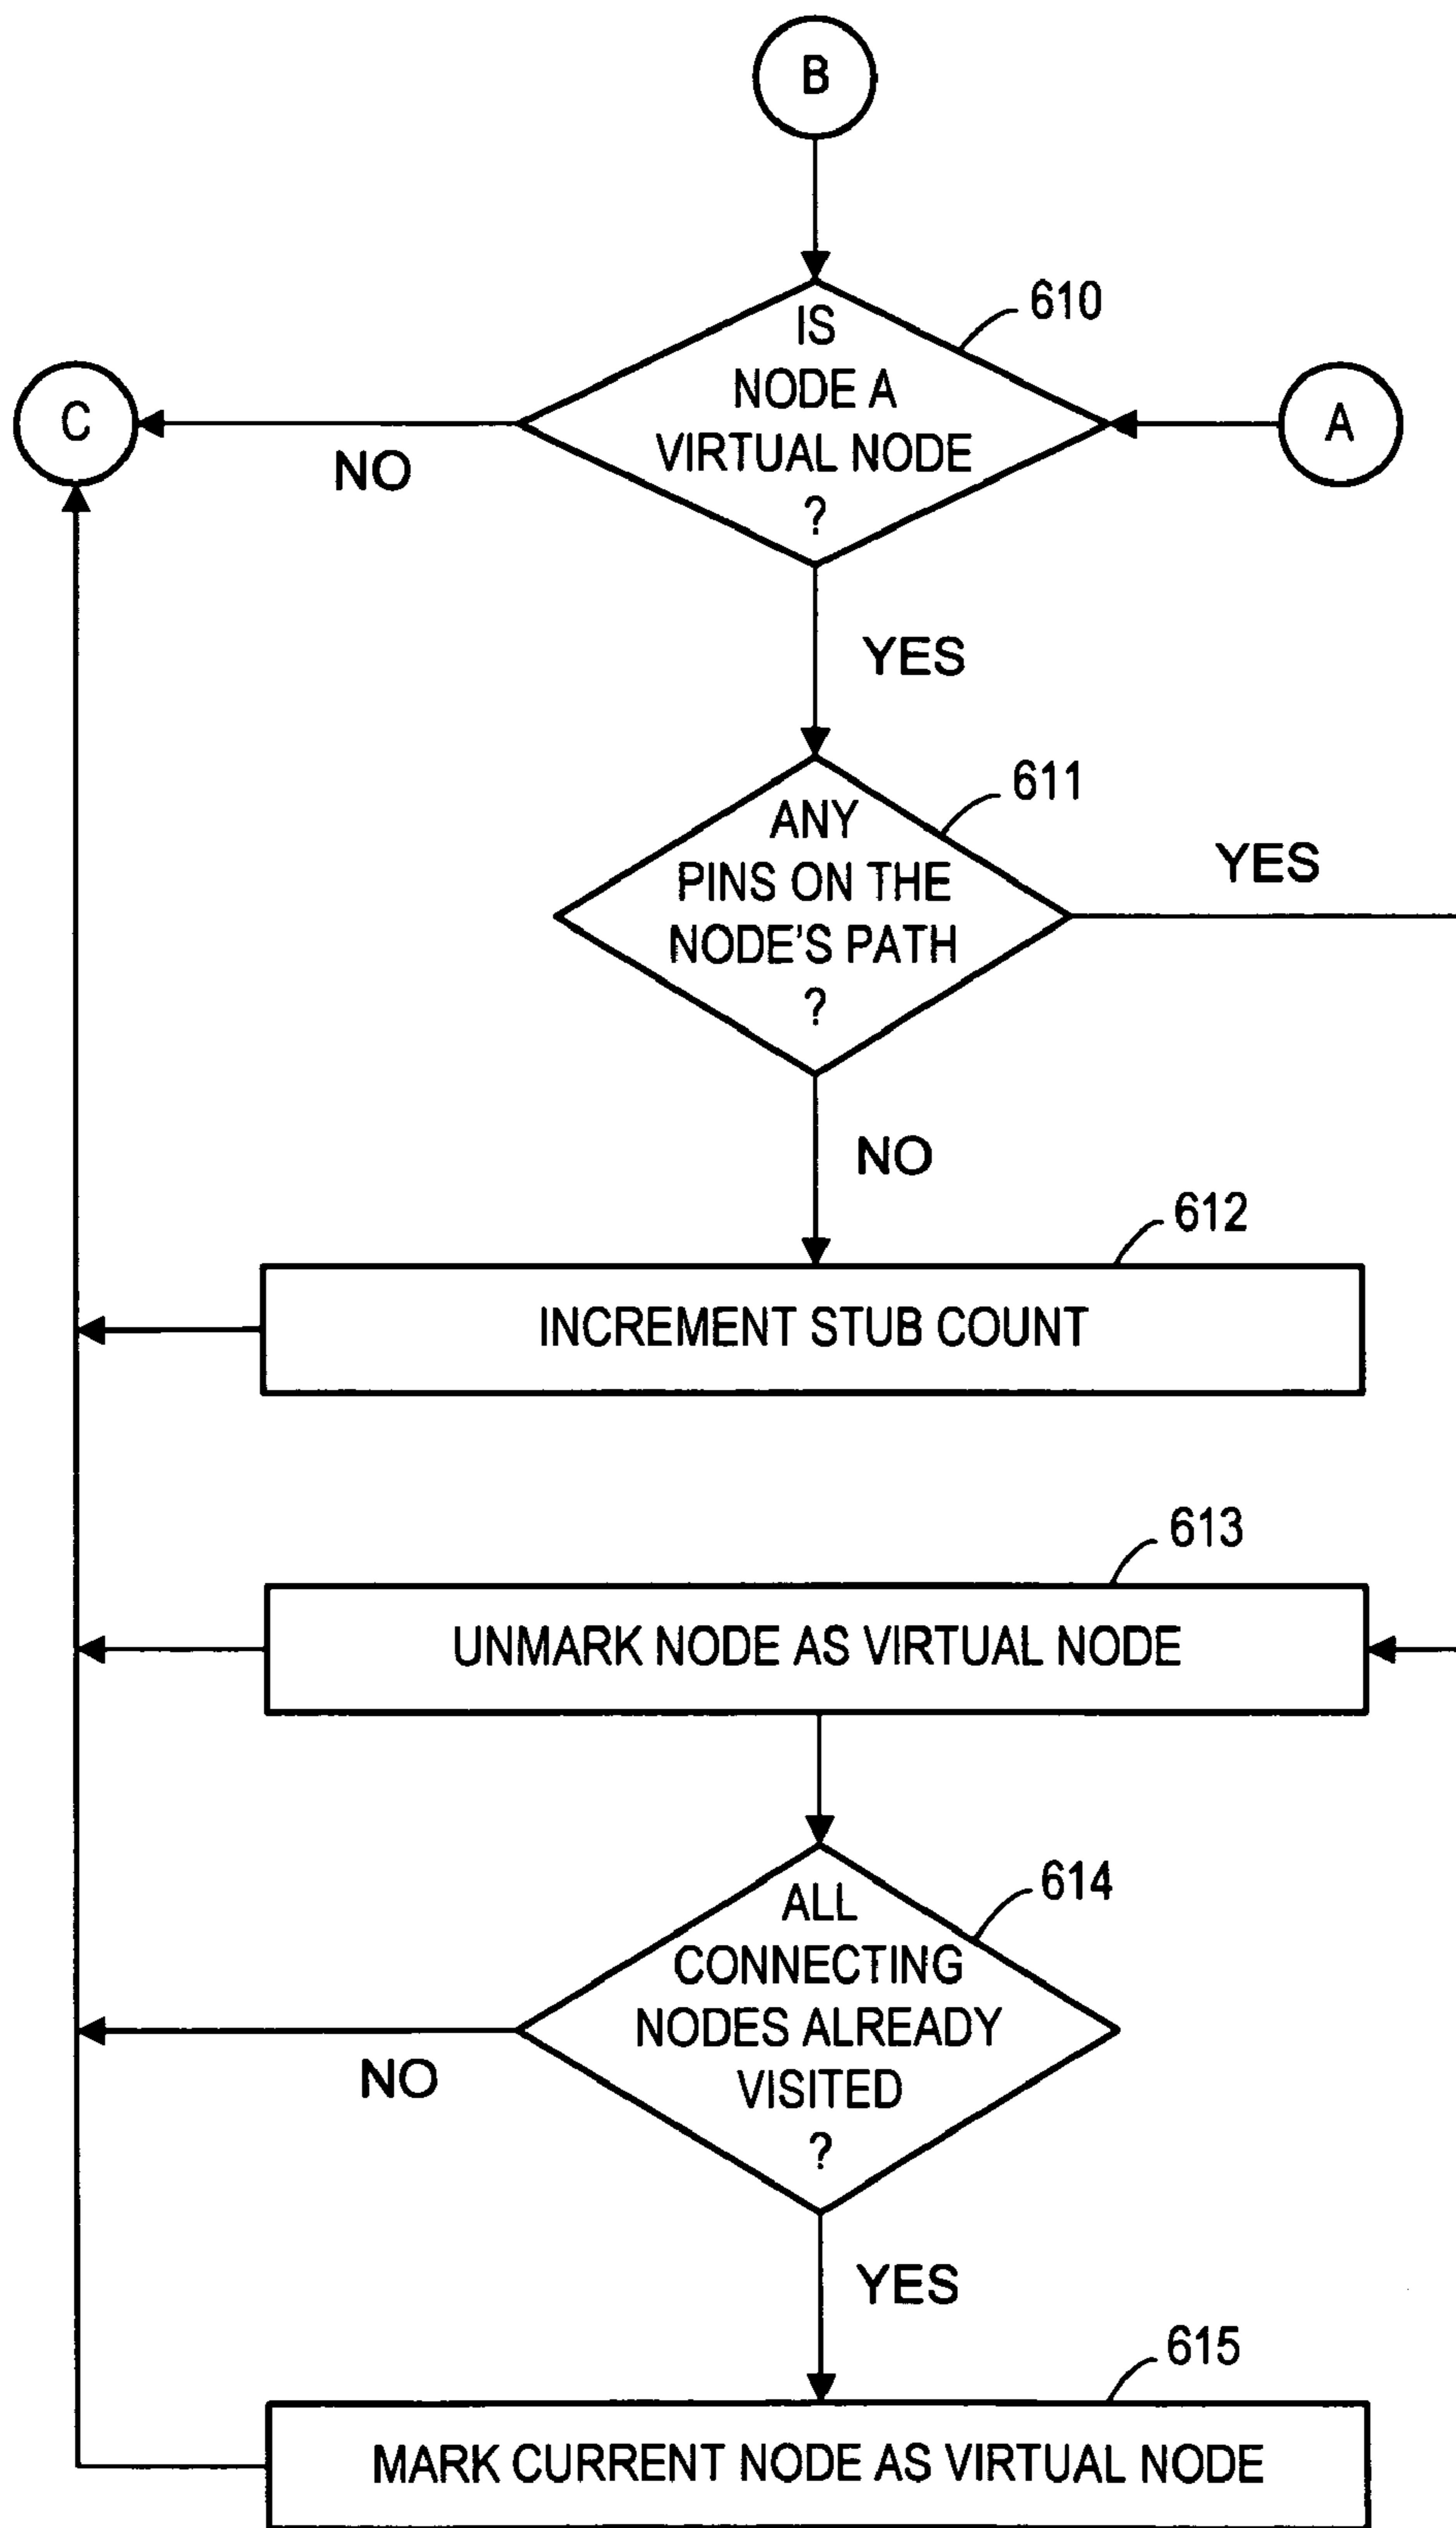 B
610
IS
NODE A
VIRTUAL NODE
?
C
NO
A
YES
611
ANY
PINS ON THE
NODE'S PATH
?
YES
NO
612
INCREMENT STUB COUNT
613
UNMARK NODE AS VIRTUAL NODE
614
ALL
CONNECTING
NODES ALREADY
VISITED
?
NO
YES
615
MARK CURRENT NODE AS VIRTUAL NODE